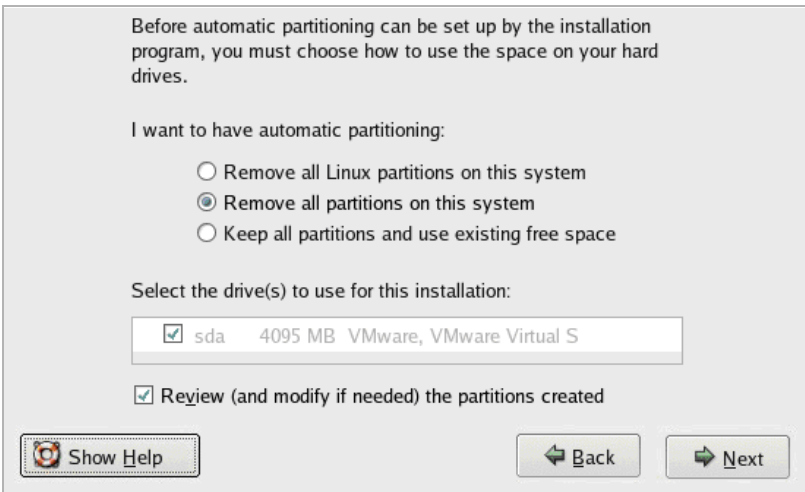 Before automatic partitioning can be set up by the installation
program, you must choose how to use the space on your hard
drives.
I want to have automatic partitioning:
Remove all Linux partitions on this system
Remove all partitions on this system
Keep all partitions and use existing free space
Select the drive(s) to use for this installation:
sda 4095 MB VMware, VMware Virtual S
Review (and modify if needed) the partitions created
Show Help
Back
Next